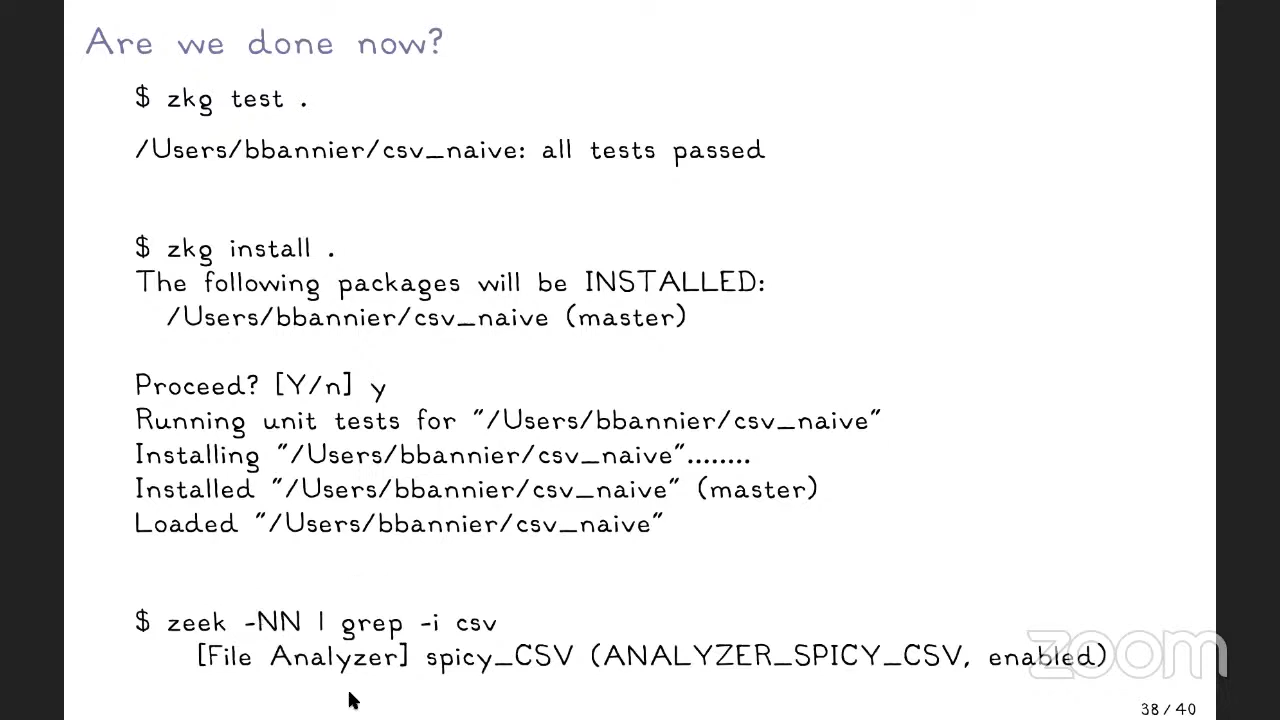 Are we done now?
$ zkg test .
/Users/bbannier/csv_naive: all tests passed
$ zkg install .
The following packages will be INSTALLED:
/Users/bbannier/csv_naive (master)
Proceed? [Y/n] y
Running unit tests for "/Users/bbannier/csv_naive"
Installing "/Users/bbannier/csv_naive"........
Installed "/Users/bbannier/csv_naive" (master)
Loaded "/Users/bbannier/csv_naive"
$ zeek -NN | grep -i csv
[File Analyzer] spicy_CSV (ANALYZER_SPICY_CSV, enabled)
zoom
38 / 40